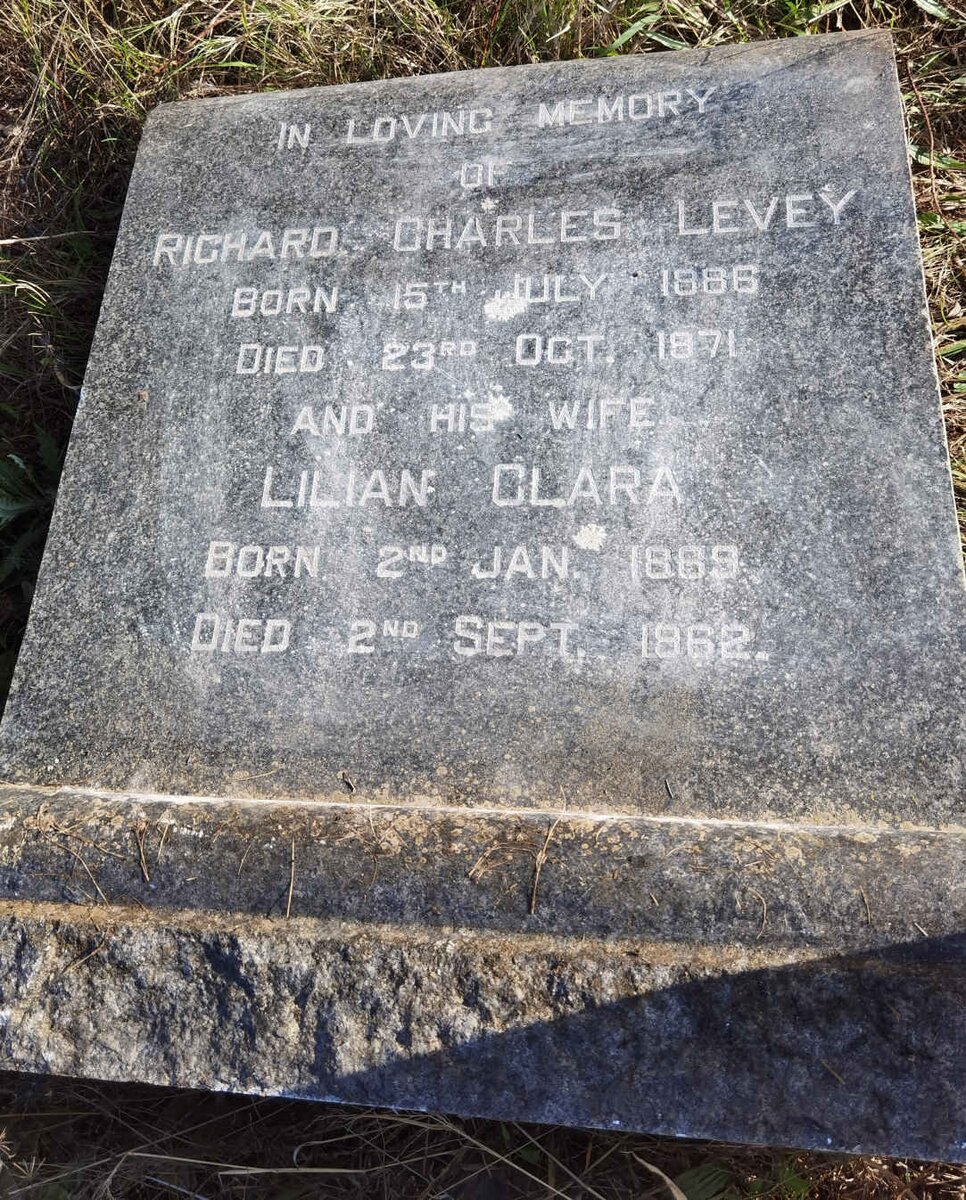 IN LOVING MEMORY
OF
RICHARD CHARLES LEVEY
BORN 15TH JULY 1886
DIED 23RD OCT. 1971
AND HIS WIFE
LILIAN CLARA
BORN 2ND JAN. 1889
DIED 2ND SEPT. 1962.